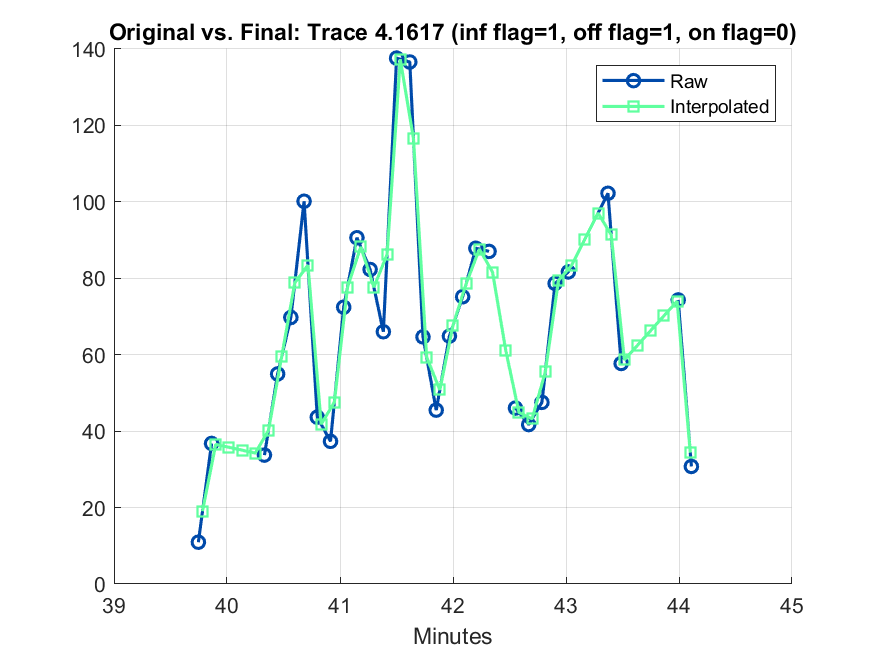 Original vs. Final: Trace 4.1617 (inf flag=1, off flag=1, on flag=0)
140
120
100
80
60
40
20
0
39 40 41 42 43 44 45
Minutes
Raw
Interpolated